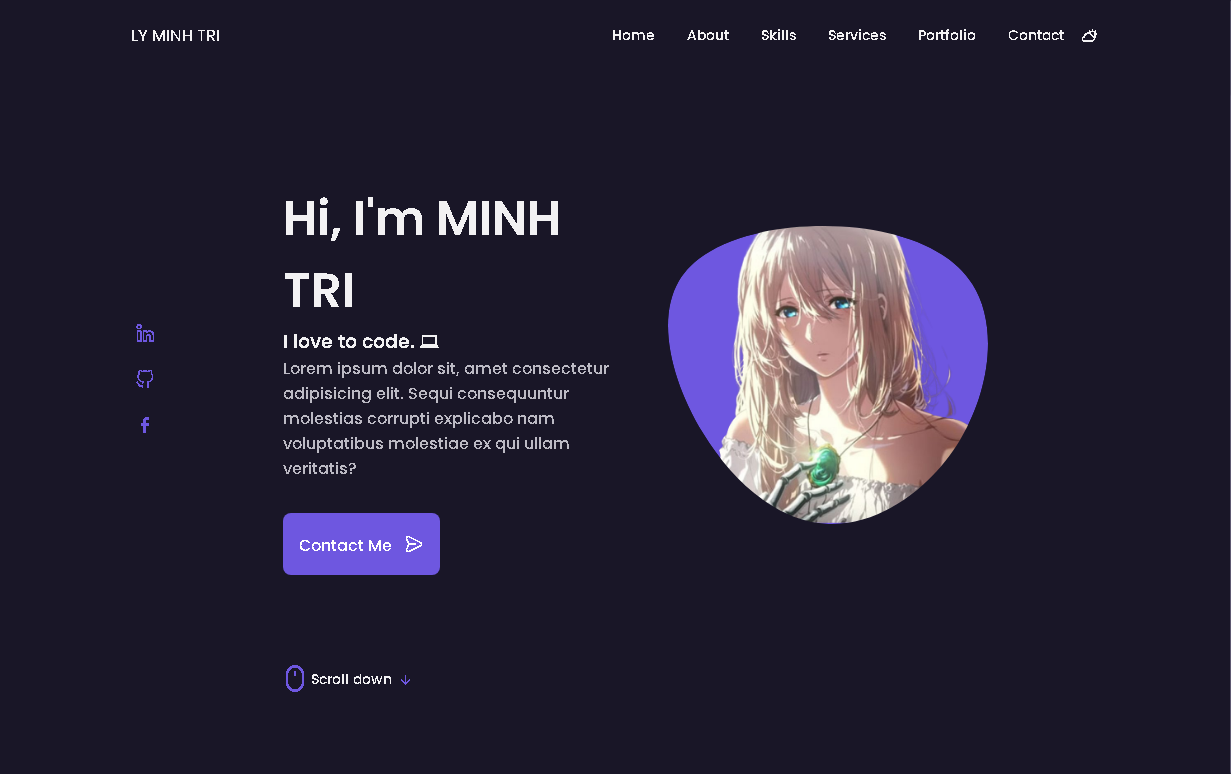 LY MINH TRI
Home About Skills Services Portfolio Contact
Hi, I'm MINH
TRI
I love to code.
Lorem ipsum dolor sit, amet consectetur
adipisicing elit. Sequi consequuntur
molestias corrupti explicabo nam
voluptatibus molestiae ex qui ullam
veritatis?
Contact Me
Scroll down